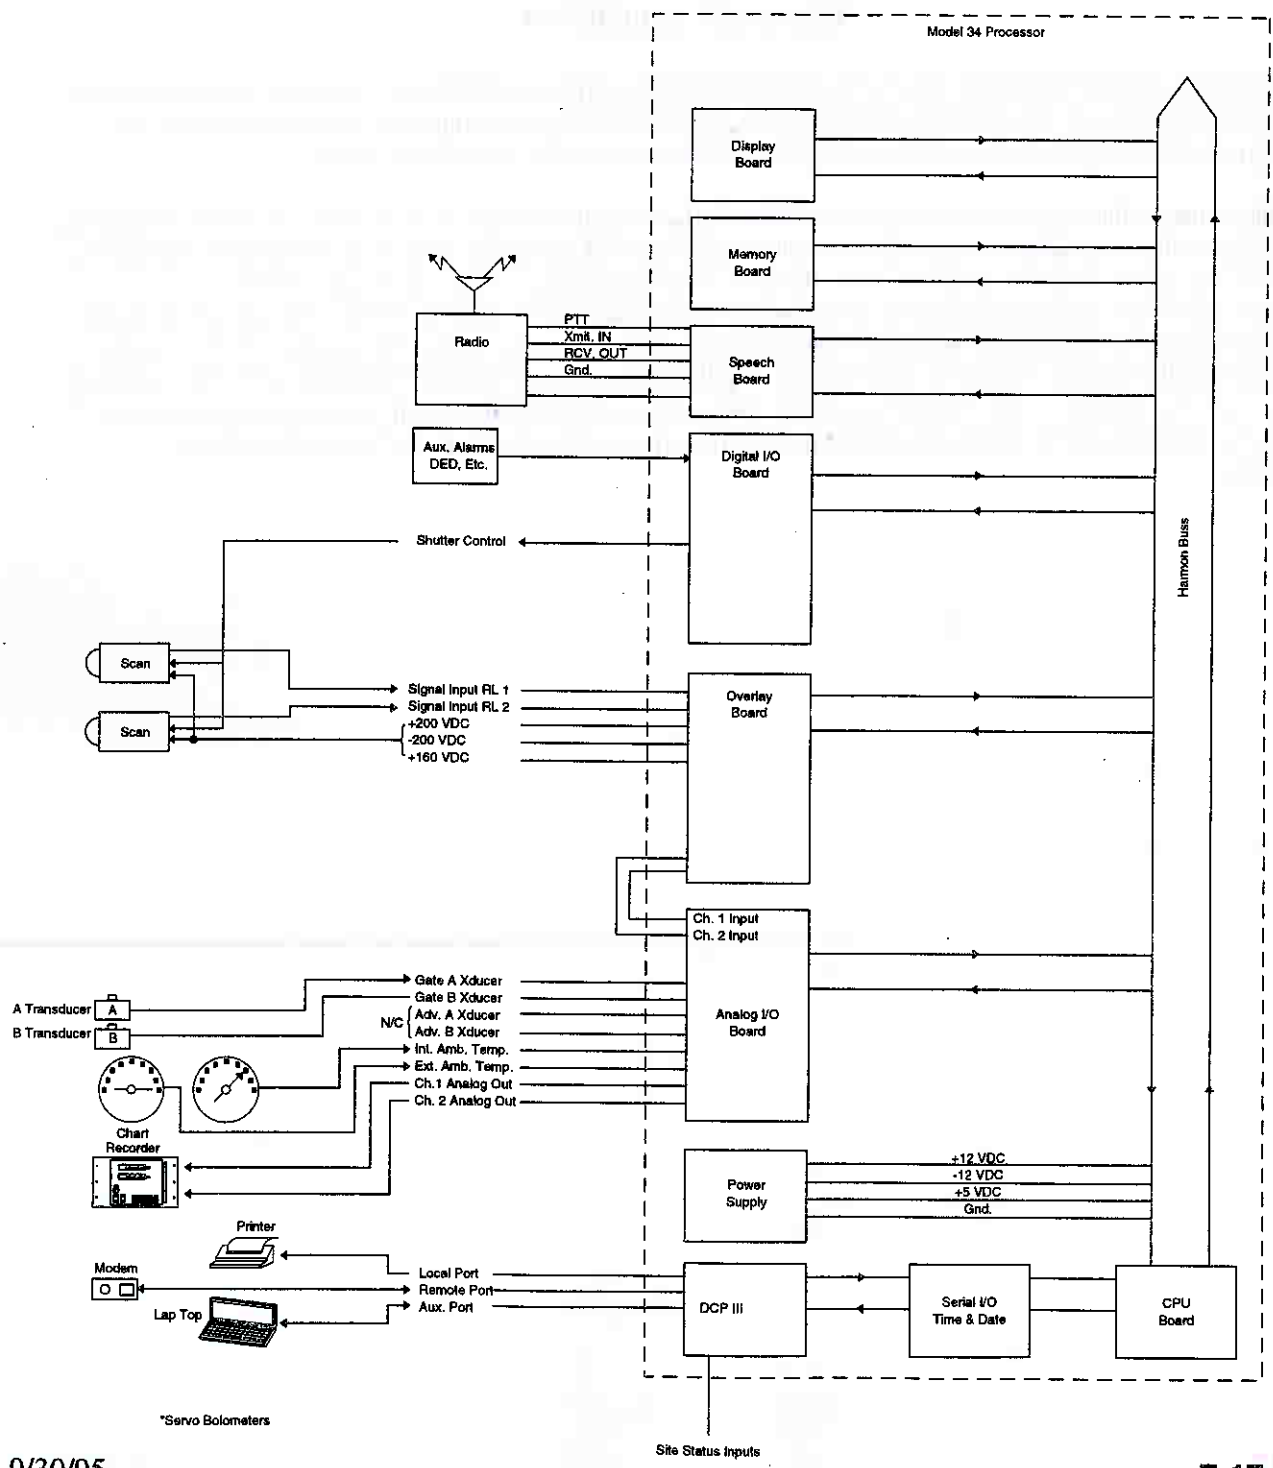 Model 34 Processor
Display
Board
Memory
Board
PTT
Xmit. IN
RCV. OUT
Gnd.
Radio
Speech
Board
Aux. Alarms
DED, Etc.
Digital I/O
Board
Shutter Control
Harmon Buss
Scan
Scan
Signal Input RL 1
Signal Input RL 2
+200 VDC
-200 VDC
+160 VDC
Overlay
Board
Ch. 1 Input
Ch. 2 Input
Gate A Xducer
Gate B Xducer
N/C
Adv. A Xducer
Adv. B Xducer
Int. Amb. Temp.
Ext. Amb. Temp.
Ch.1 Analog Out
Ch. 2 Analog Out
Analog I/O
Board
A Transducer
A
B Transducer
B
Chart
Recorder
Power
Supply
+12 VDC
-12 VDC
+5 VDC
Gnd.
Printer
Modem
Lap Top
Local Port
Remote Port
Aux. Port
DCP III
Serial I/O
Time & Date
CPU
Board
*Servo Bolometers
Site Status Inputs
9/30/95